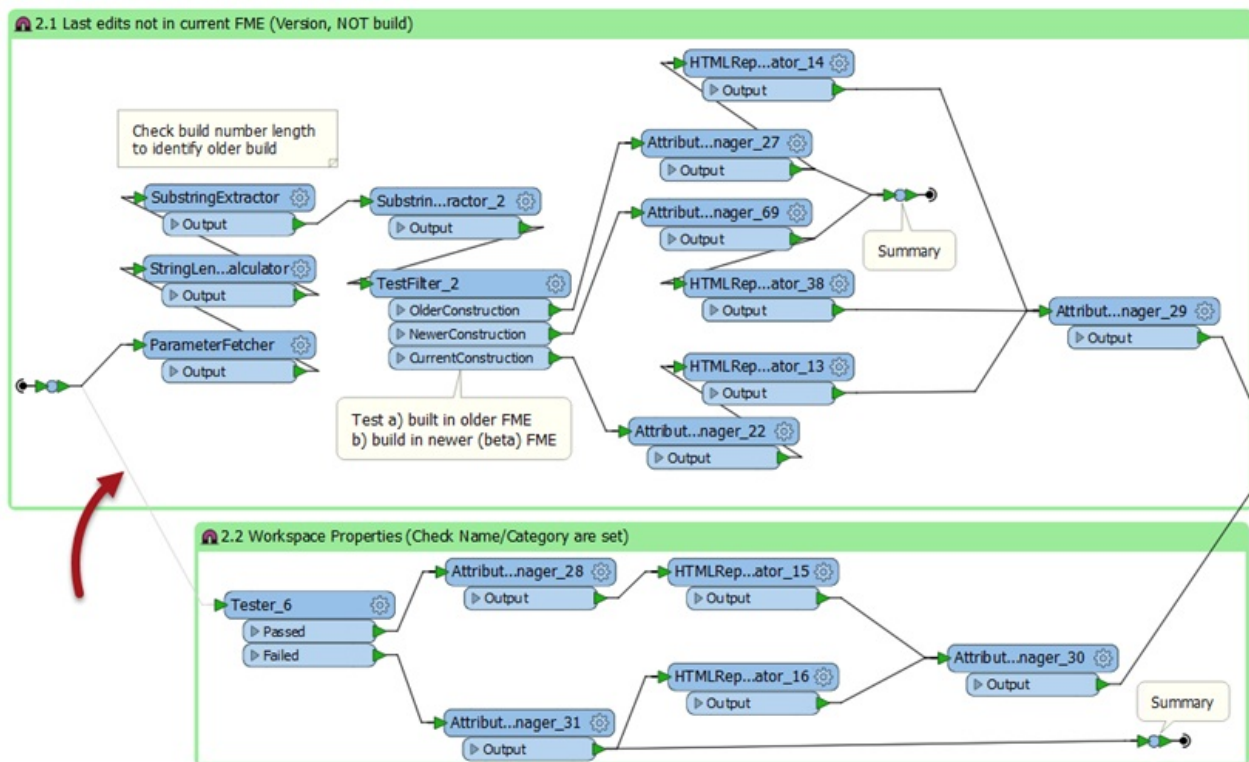 2.1 Last edits not in current FME (Version, NOT build)
HTMLRep...ator_14
Output
Check build number length
to identify older build
Attribut...nager_27
Output
SubstringExtractor
Output
Substrin...ractor_2
Output
Attribut...nager_69
Output
Summary
StringLen...alculator
Output
TestFilter_2
OlderConstruction
NewerConstruction
CurrentConstruction
HTMLRep...ator_38
Output
Attribut...nager_29
Output
ParameterFetcher
Output
HTMLRep...ator_13
Output
Test a) built in older FME
b) build in newer (beta) FME
Attribut...nager_22
Output
2.2 Workspace Properties (Check Name/Category are set)
Attribut...nager_28
Output
HTMLRep...ator_15
Output
Tester_6
Passed
Failed
HTMLRep...ator_16
Output
Attribut...nager_30
Output
Summary
Attribut...nager_31
Output